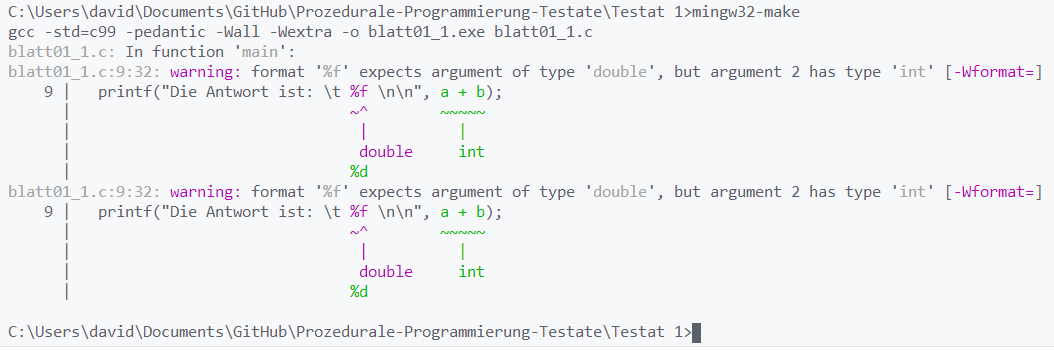 C:\Users\david\Documents\GitHub\Prozedurale-Programmierung-Testate\Testat 1>mingw32-make
gcc -std=c99 -pedantic -Wall -Wextra -o blatt01_1.exe blatt01_1.c
blatt01_1.c: In function 'main':
blatt01_1.c:9:32: warning: format '%f' expects argument of type 'double', but argument 2 has type 'int' [-Wformat=]
    9 |   printf("Die Antwort ist: \t %f \n\n", a + b);
      |                               ~^        ~~~~~
      |                                |          |
      |                                double     int
      |                               %d
blatt01_1.c:9:32: warning: format '%f' expects argument of type 'double', but argument 2 has type 'int' [-Wformat=]
    9 |   printf("Die Antwort ist: \t %f \n\n", a + b);
      |                               ~^        ~~~~~
      |                                |          |
      |                                double     int
      |                               %d
C:\Users\david\Documents\GitHub\Prozedurale-Programmierung-Testate\Testat 1>